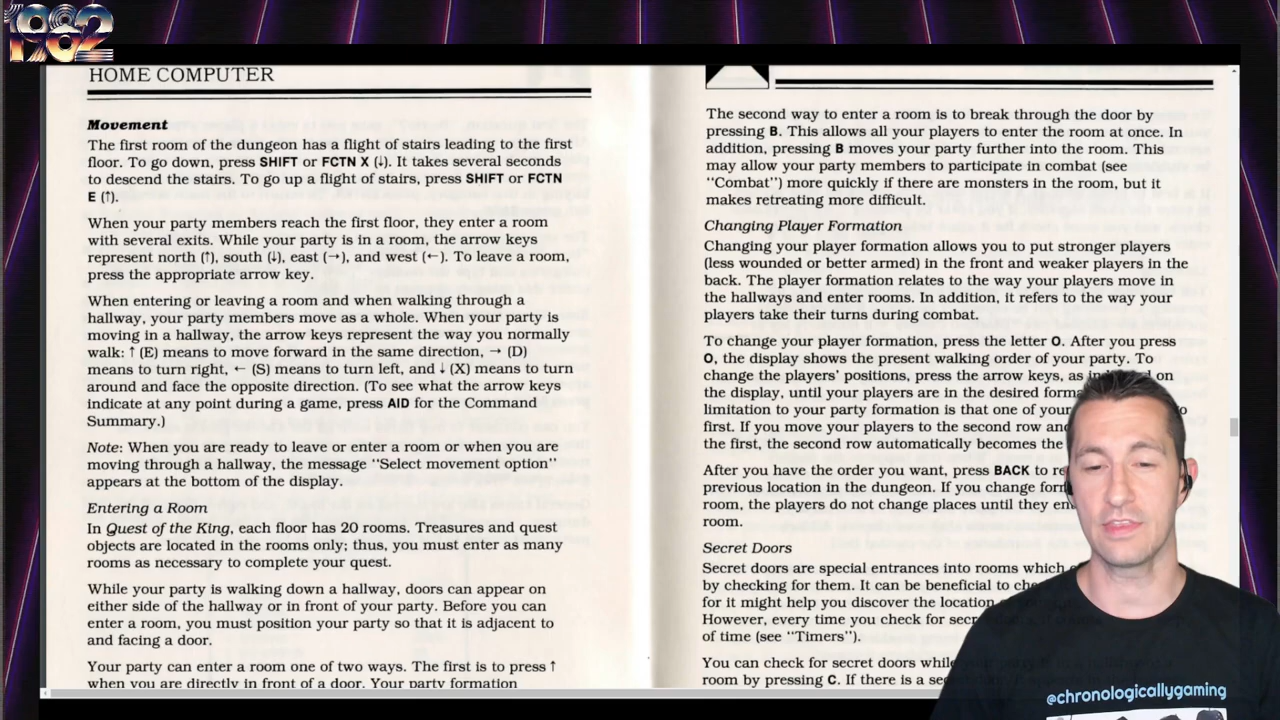 1982
HOME COMPUTER
Movement
The first room of the dungeon has a flight of stairs leading to the first
floor. To go down, press SHIFT or FCTN X (↓). It takes several seconds
to descend the stairs. To go up a flight of stairs, press SHIFT or FCTN
E (↑).
When your party members reach the first floor, they enter a room
with several exits. While your party is in a room, the arrow keys
represent north (↑), south (↓), east (→), and west (←). To leave a room,
press the appropriate arrow key.
When entering or leaving a room and when walking through a
hallway, your party members move as a whole. When your party is
moving in a hallway, the arrow keys represent the way you normally
walk: ↑ (E) means to move forward in the same direction, → (D)
means to turn right, ← (S) means to turn left, and ↓ (X) means to turn
around and face the opposite direction. (To see what the arrow keys
indicate at any point during a game, press AID for the Command
Summary.)
Note: When you are ready to leave or enter a room or when you are
moving through a hallway, the message "Select movement option"
appears at the bottom of the display.
Entering a Room
In Quest of the King, each floor has 20 rooms. Treasures and quest
objects are located in the rooms only; thus, you must enter as many
rooms as necessary to complete your quest.
While your party is walking down a hallway, doors can appear on
either side of the hallway or in front of your party. Before you can
enter a room, you must position your party so that it is adjacent to
and facing a door.
Your party can enter a room one of two ways. The first is to press ↑
when you are directly in front of a door. Your party formation
The second way to enter a room is to break through the door by
pressing B. This allows all your players to enter the room at once. In
addition, pressing B moves your party further into the room. This
may allow your party members to participate in combat (see
"Combat") more quickly if there are monsters in the room, but it
makes retreating more difficult.
Changing Player Formation
Changing your player formation allows you to put stronger players
(less wounded or better armed) in the front and weaker players in the
back. The player formation relates to the way your players move in
the hallways and enter rooms. In addition, it refers to the way your
players take their turns during combat.
To change your player formation, press the letter O. After you press
O, the display shows the present walking order of your party. To
change the players' positions, press the arrow keys, as on
the display, until your players are in the desired
limitation to your party formation is that one of your to
first. If you move your players to the second row
the first, the second row automatically becomes the
After you have the order you want, press BACK to
previous location in the dungeon. If you change
room, the players do not change places until they
room.
Secret Doors
Secret doors are special entrances into rooms which
by checking for them. It can be beneficial to
for it might help you discover the location
However, every time you check for
of time (see "Timers").
You can check for secret doors while
room by pressing C. If there is a
@chronologicallygaming